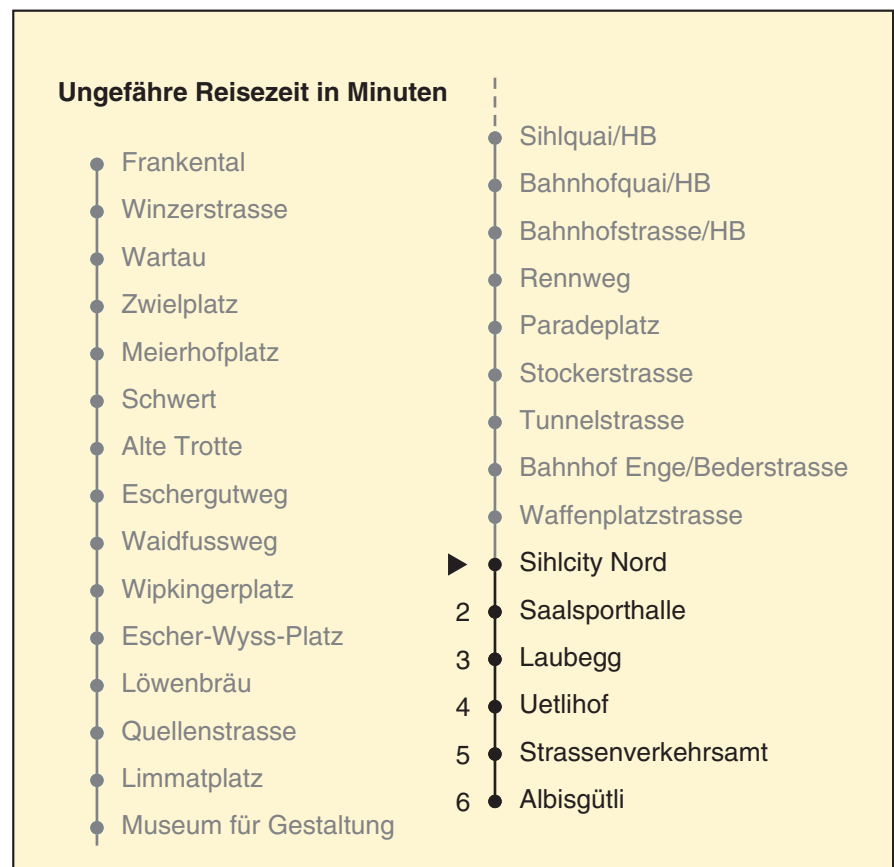 Ungefähre Reisezeit in Minuten
Frankental
Winzerstrasse
Wartau
Zwielplatz
Meierhofplatz
Schwert
Alte Trotte
Eschergutweg
Waidfussweg
Wipkingerplatz
Escher-Wyss-Platz
Löwenbräu
Quellenstrasse
Limmatplatz
Museum für Gestaltung
Sihlquai/HB
Bahnhofquai/HB
Bahnhofstrasse/HB
Rennweg
Paradeplatz
Stockerstrasse
Tunnelstrasse
Bahnhof Enge/Bederstrasse
Waffenplatzstrasse
Sihlcity Nord
2 Saalsporthalle
3 Laubegg
4 Uetlihof
5 Strassenverkehrsamt
6 Albisgütli